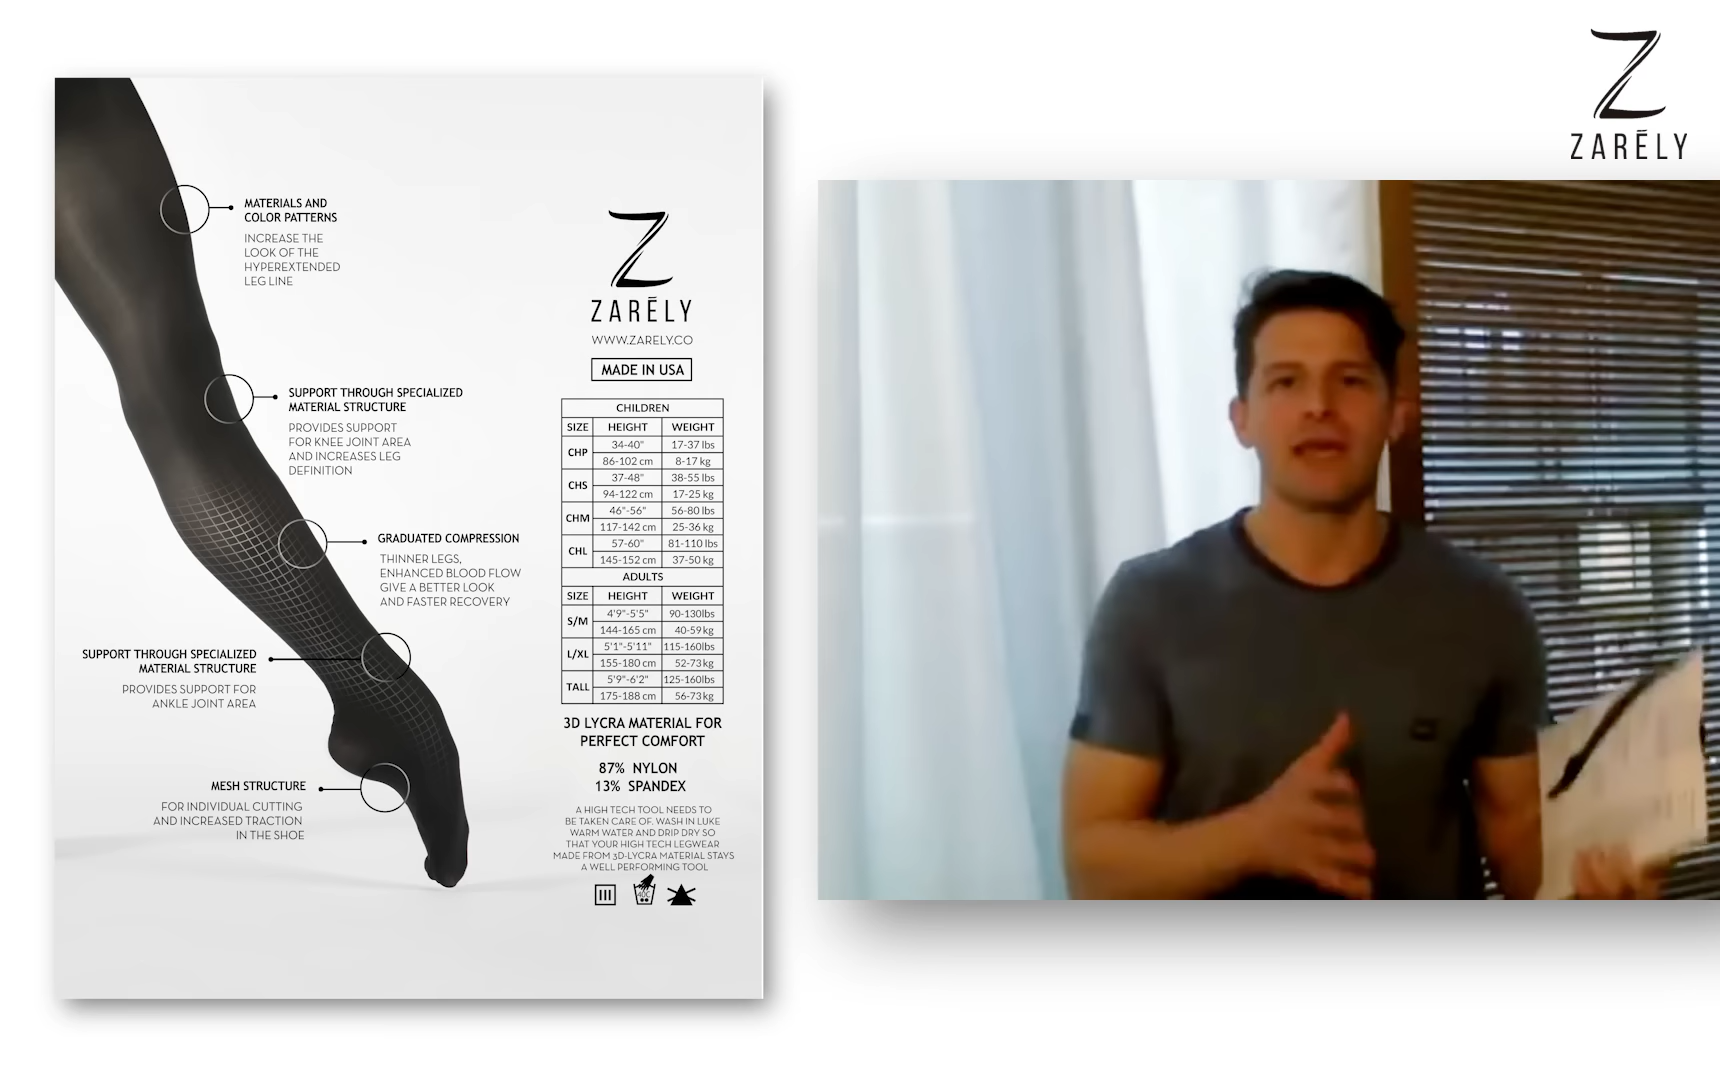 MATERIALS AND
COLOR PATTERNS
INCREASE THE
LOOK OF THE
HYPEREXTENDED
LEG LINE
SUPPORT THROUGH SPECIALIZED
MATERIAL STRUCTURE
PROVIDES SUPPORT
FOR KNEE JOINT AREA
AND INCREASES LEG
DEFINITION
GRADUATED COMPRESSION
THINNER LEGS,
ENHANCED BLOOD FLOW
GIVE A BETTER LOOK
AND FASTER RECOVERY
SUPPORT THROUGH SPECIALIZED
MATERIAL STRUCTURE
PROVIDES SUPPORT FOR
ANKLE JOINT AREA
MESH STRUCTURE
FOR INDIVIDUAL CUTTING
AND INCREASED TRACTION
IN THE SHOE
Z
ZARĒLY
WWW.ZARELY.CO
MADE IN USA
CHILDREN
SIZE HEIGHT WEIGHT
CHP 34-40" 17-37 lbs
86-102 cm 8-17 kg
CHS 37-48" 38-55 lbs
94-122 cm 17-25 kg
CHM 46"-56" 56-80 lbs
117-142 cm 25-36 kg
CHL 57-60" 81-110 lbs
145-152 cm 37-50 kg
ADULTS
SIZE HEIGHT WEIGHT
S/M 4'9"-5'5" 90-130lbs
144-165 cm 40-59 kg
L/XL 5'1"-5'11" 115-160lbs
155-180 cm 52-73 kg
TALL 5'9"-6'2" 125-160lbs
175-188 cm 56-73 kg
3D LYCRA MATERIAL FOR
PERFECT COMFORT
87% NYLON
13% SPANDEX
A HIGH TECH TOOL NEEDS TO
BE TAKEN CARE OF. WASH IN LUKE
WARM WATER AND DRIP DRY SO
THAT YOUR HIGH TECH LEGWEAR
MADE FROM 3D-LYCRA MATERIAL STAYS
A WELL PERFORMING TOOL
Z
ZARĒLY